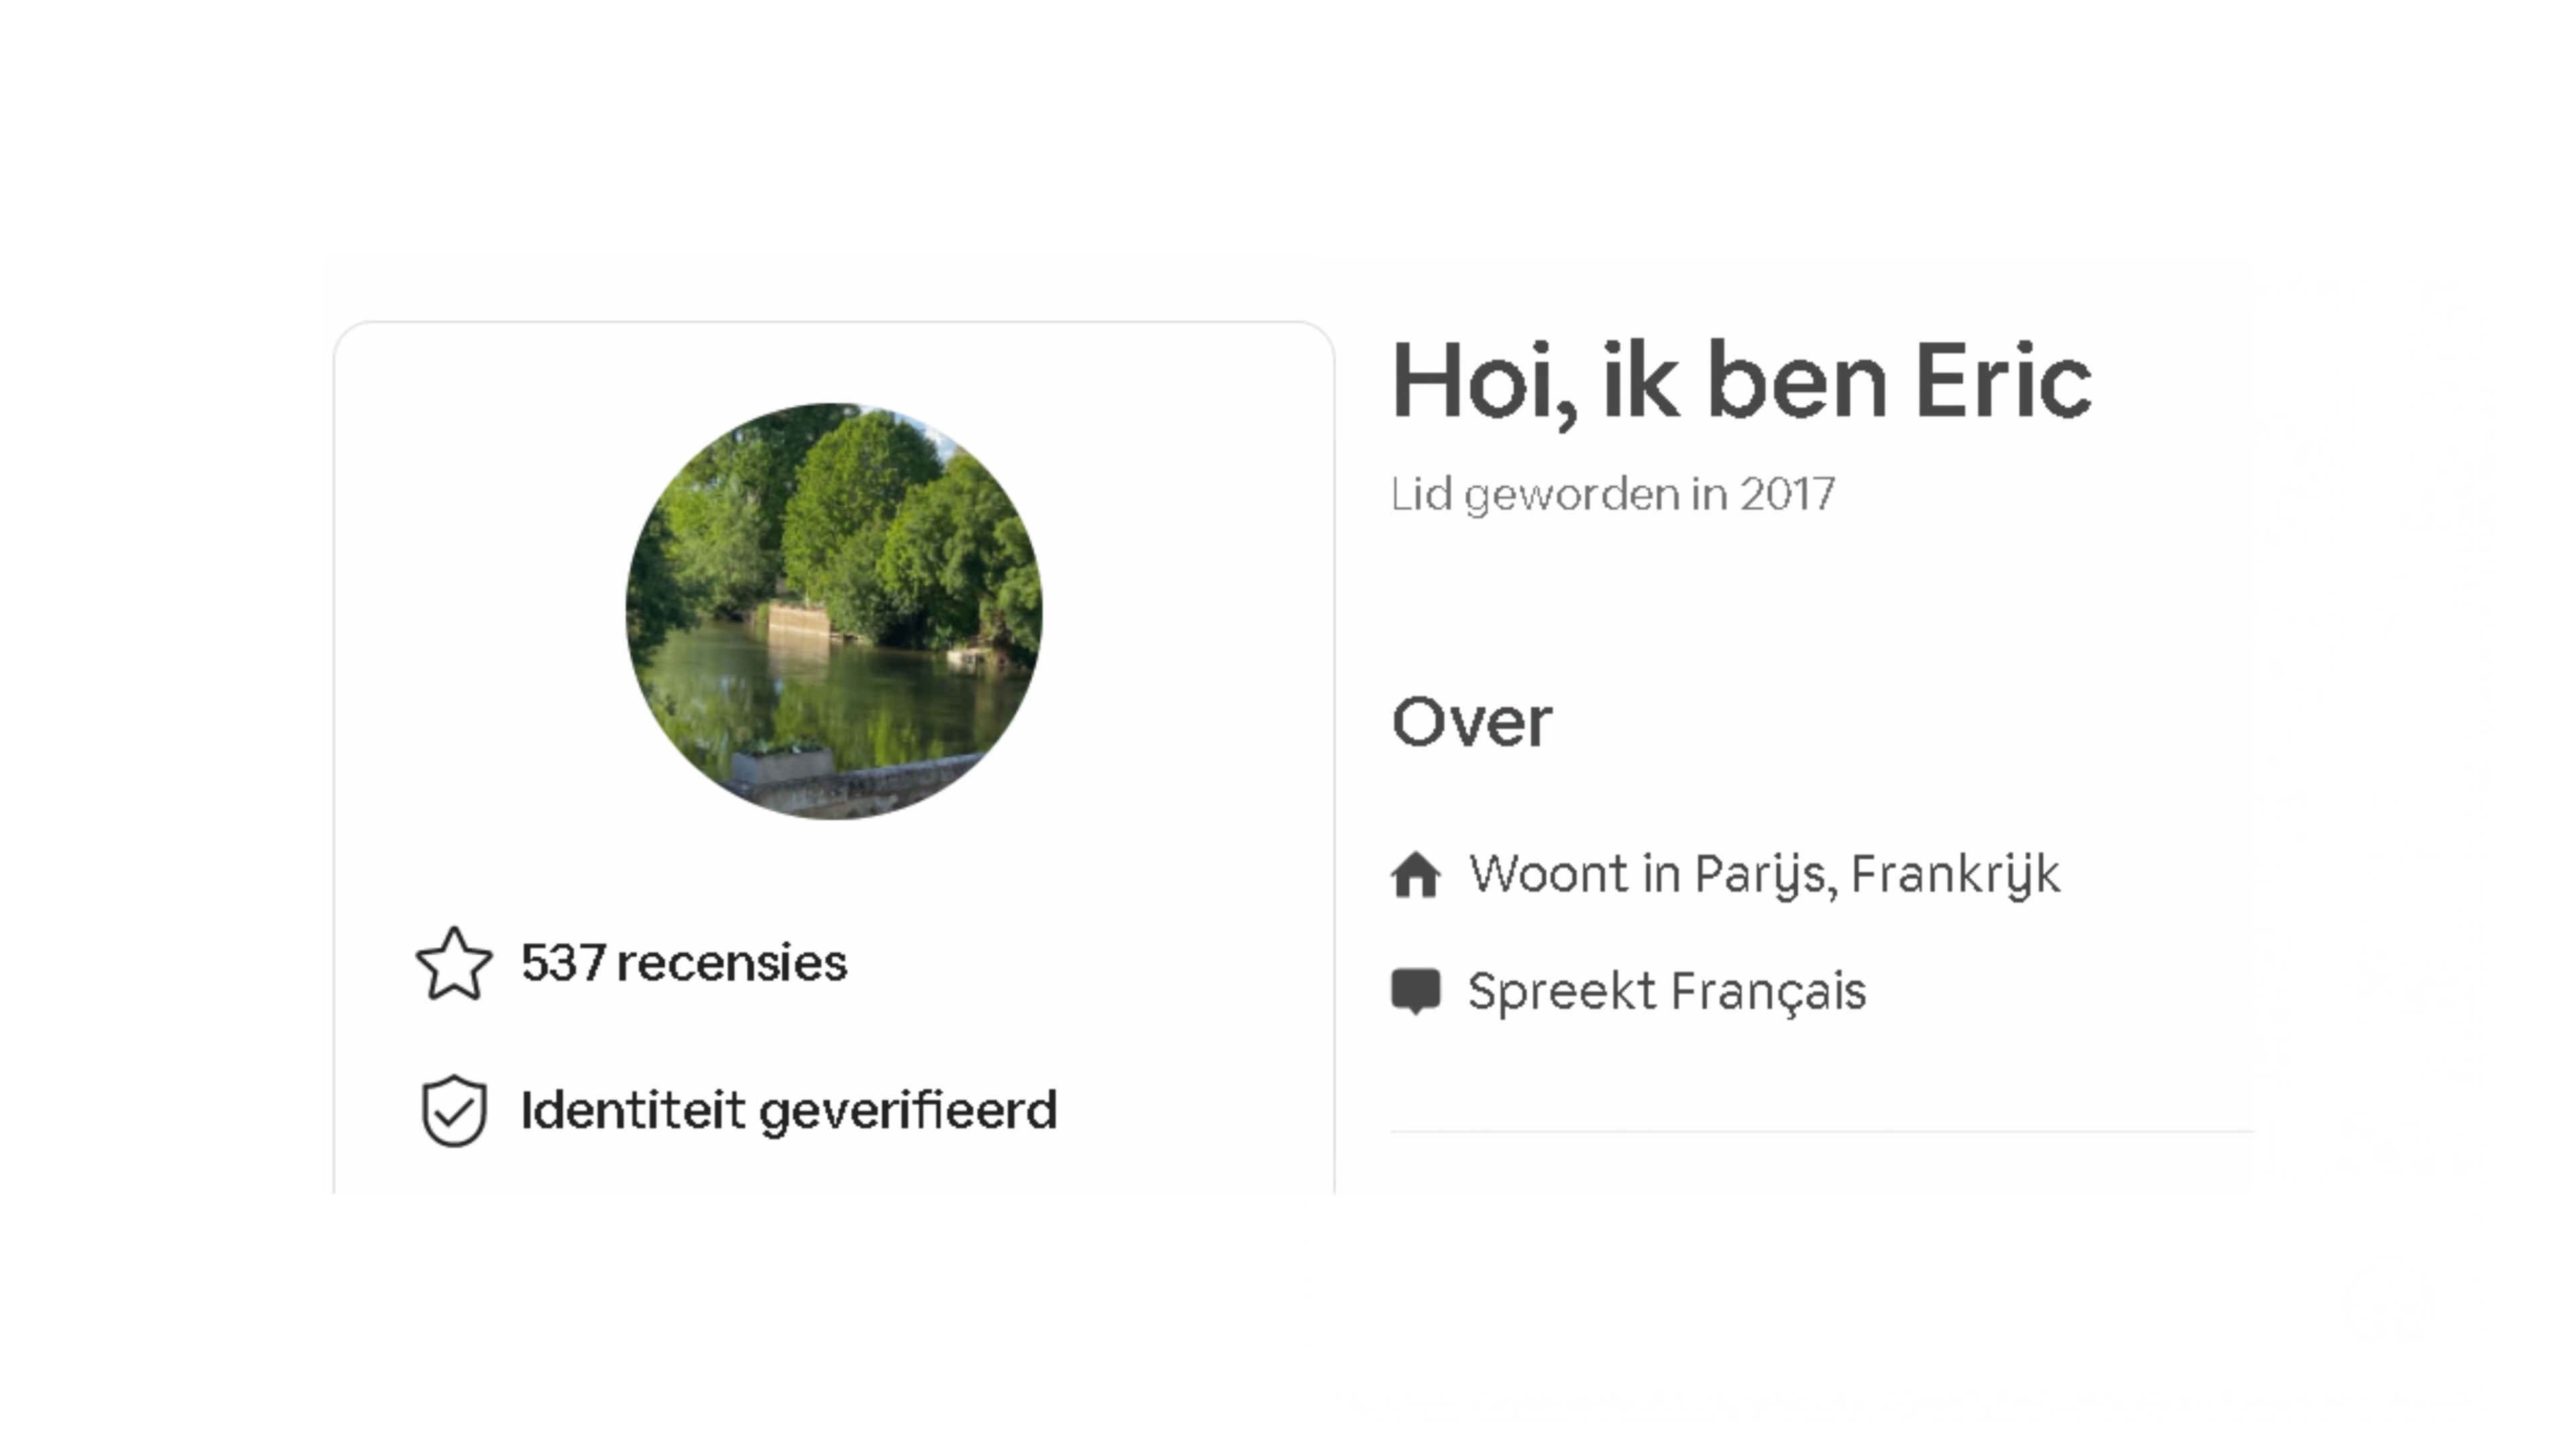 537 recensies
Identiteit geverifieerd
Hoi, ik ben Eric
Lid geworden in 2017
Over
Woont in Parijs, Frankrijk
Spreekt Français